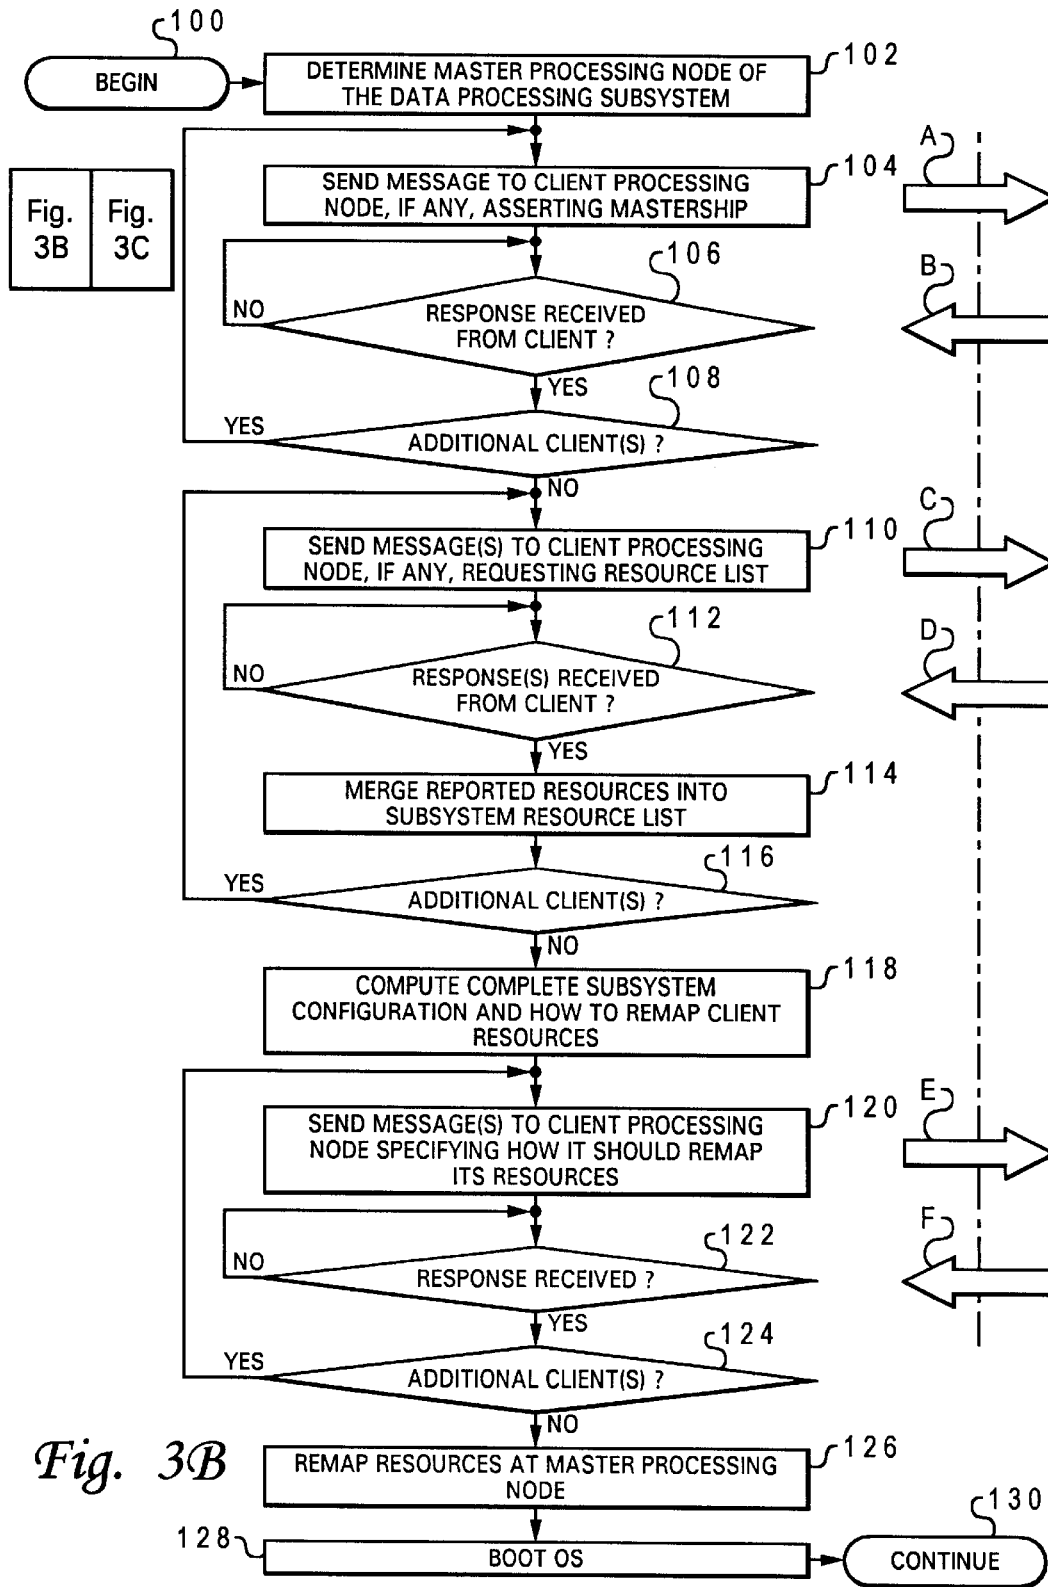 100
BEGIN
102
DETERMINE MASTER PROCESSING NODE OF
THE DATA PROCESSING SUBSYSTEM
A
104
SEND MESSAGE TO CLIENT PROCESSING
NODE, IF ANY, ASSERTING MASTERSHIP
Fig.
3B
Fig.
3C
106
B
NO
RESPONSE RECEIVED
FROM CLIENT ?
YES
108
YES
ADDITIONAL CLIENT(S) ?
NO
C
110
SEND MESSAGE(S) TO CLIENT PROCESSING
NODE, IF ANY, REQUESTING RESOURCE LIST
112
D
NO
RESPONSE(S) RECEIVED
FROM CLIENT ?
YES
114
MERGE REPORTED RESOURCES INTO
SUBSYSTEM RESOURCE LIST
116
YES
ADDITIONAL CLIENT(S) ?
NO
118
COMPUTE COMPLETE SUBSYSTEM
CONFIGURATION AND HOW TO REMAP CLIENT
RESOURCES
E
120
SEND MESSAGE(S) TO CLIENT PROCESSING
NODE SPECIFYING HOW IT SHOULD REMAP
ITS RESOURCES
F
122
NO
RESPONSE RECEIVED ?
YES
124
YES
ADDITIONAL CLIENT(S) ?
NO
Fig. 3B
126
REMAP RESOURCES AT MASTER PROCESSING
NODE
128
BOOT OS
130
CONTINUE